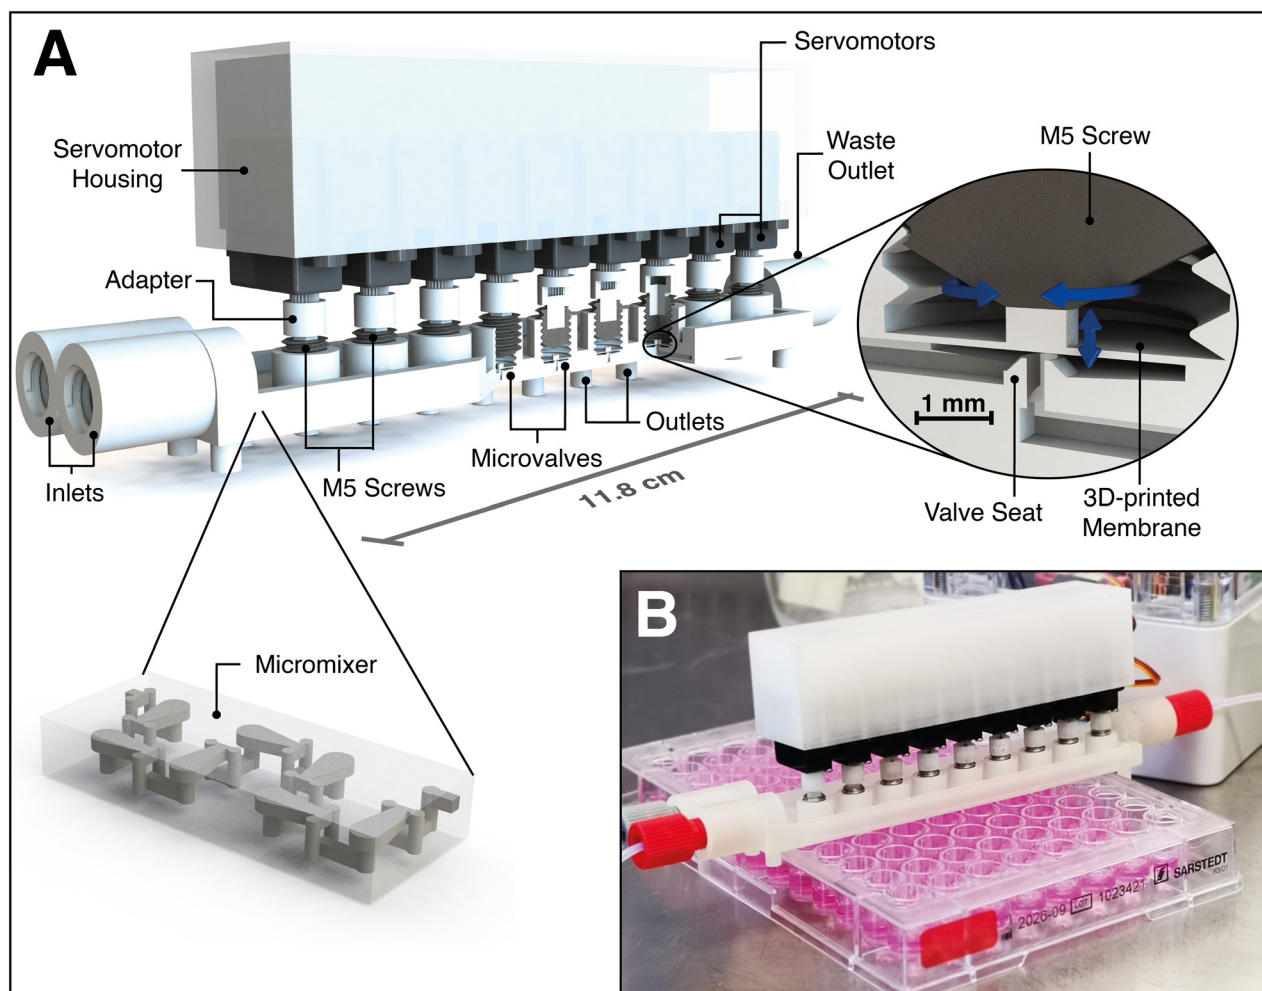 A
Servomotors
Servomotor
Housing
Waste
Outlet
M5 Screw
Adapter
1 mm
Outlets
Microvalves
M5 Screws
Inlets
11.8 cm
Valve Seat
3D-printed
Membrane
Micromixer
B
2026-09 LOT 1023421 SARSTEDT